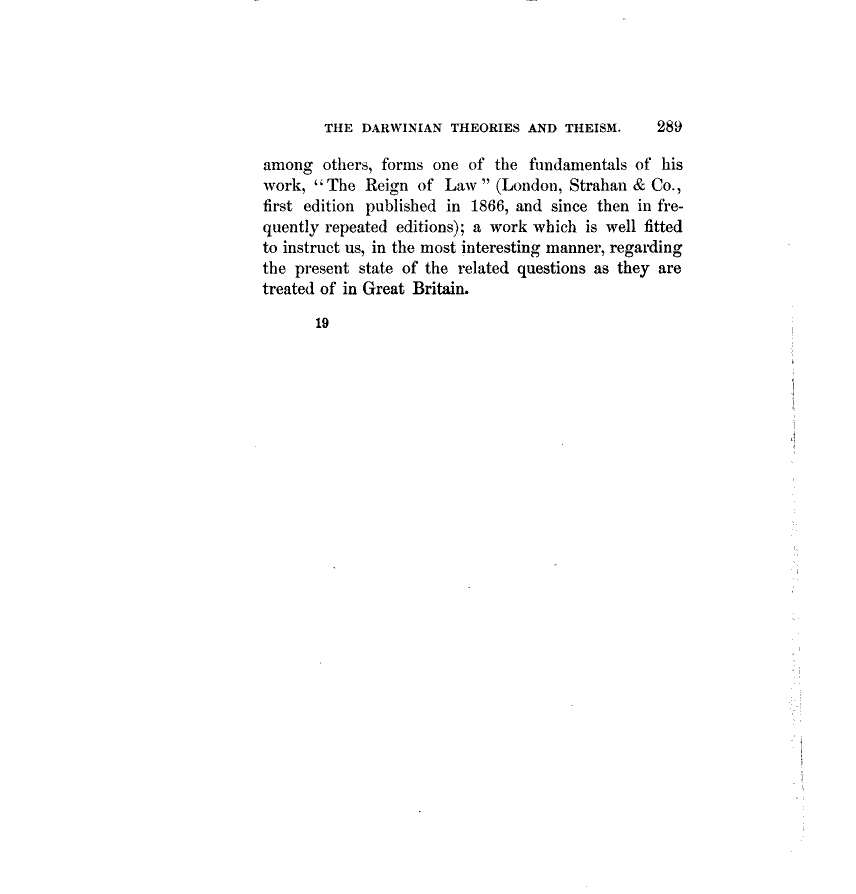 THE DARWINIAN THEORIES AND THEISM. 289
among others, forms one of the fundamentals of his
work, “The Reign of Law” (London, Strahan & Co.,
first edition published in 1866, and since then in fre-
quently repeated editions); a work which is well fitted
to instruct us, in the most interesting manner, regarding
the present state of the related questions as they are
treated of in Great Britain.
19